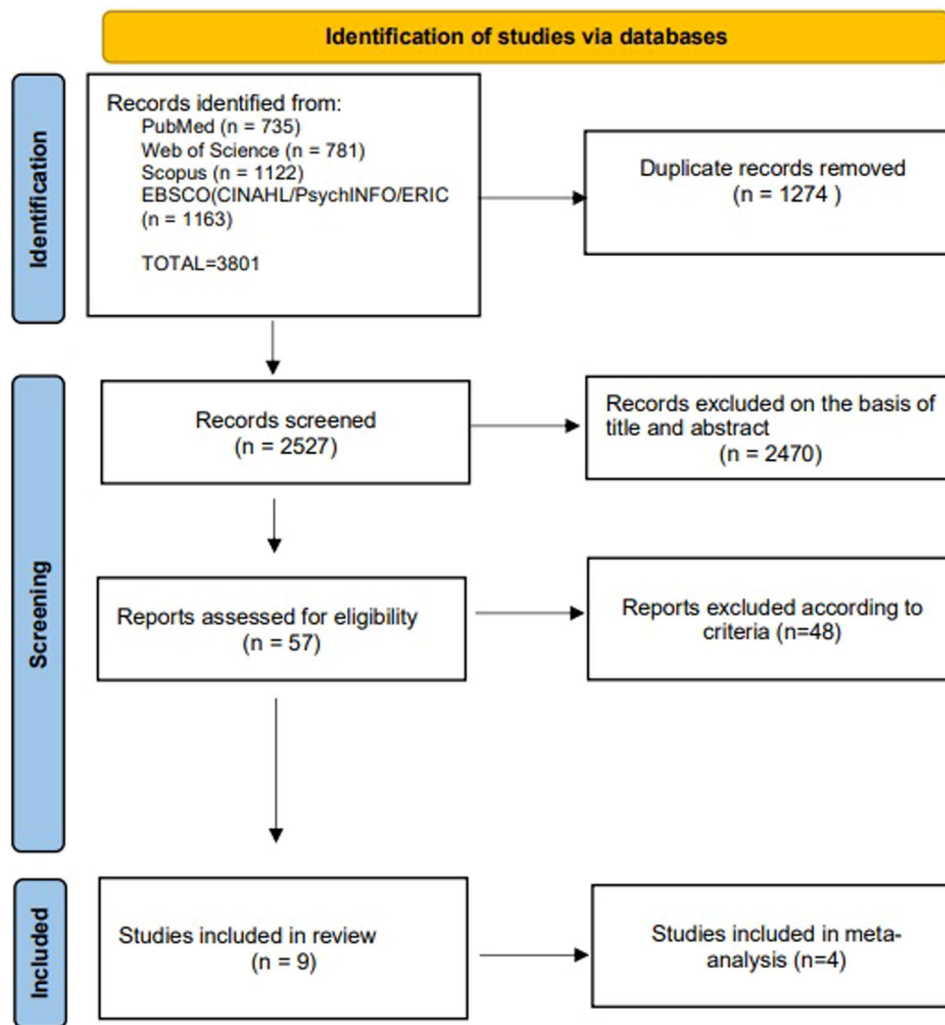 Identification of studies via databases
Identification
Records identified from:
PubMed (n = 735)
Web of Science (n = 781)
Scopus (n = 1122)
EBSCO(CINAHL/PsychINFO/ERIC
(n = 1163)
TOTAL=3801
Duplicate records removed
(n = 1274 )
Screening
Records screened
(n = 2527)
Records excluded on the basis of
title and abstract
(n = 2470)
Reports assessed for eligibility
(n = 57)
Reports excluded according to
criteria (n=48)
Included
Studies included in review
(n = 9)
Studies included in meta-
analysis (n=4)